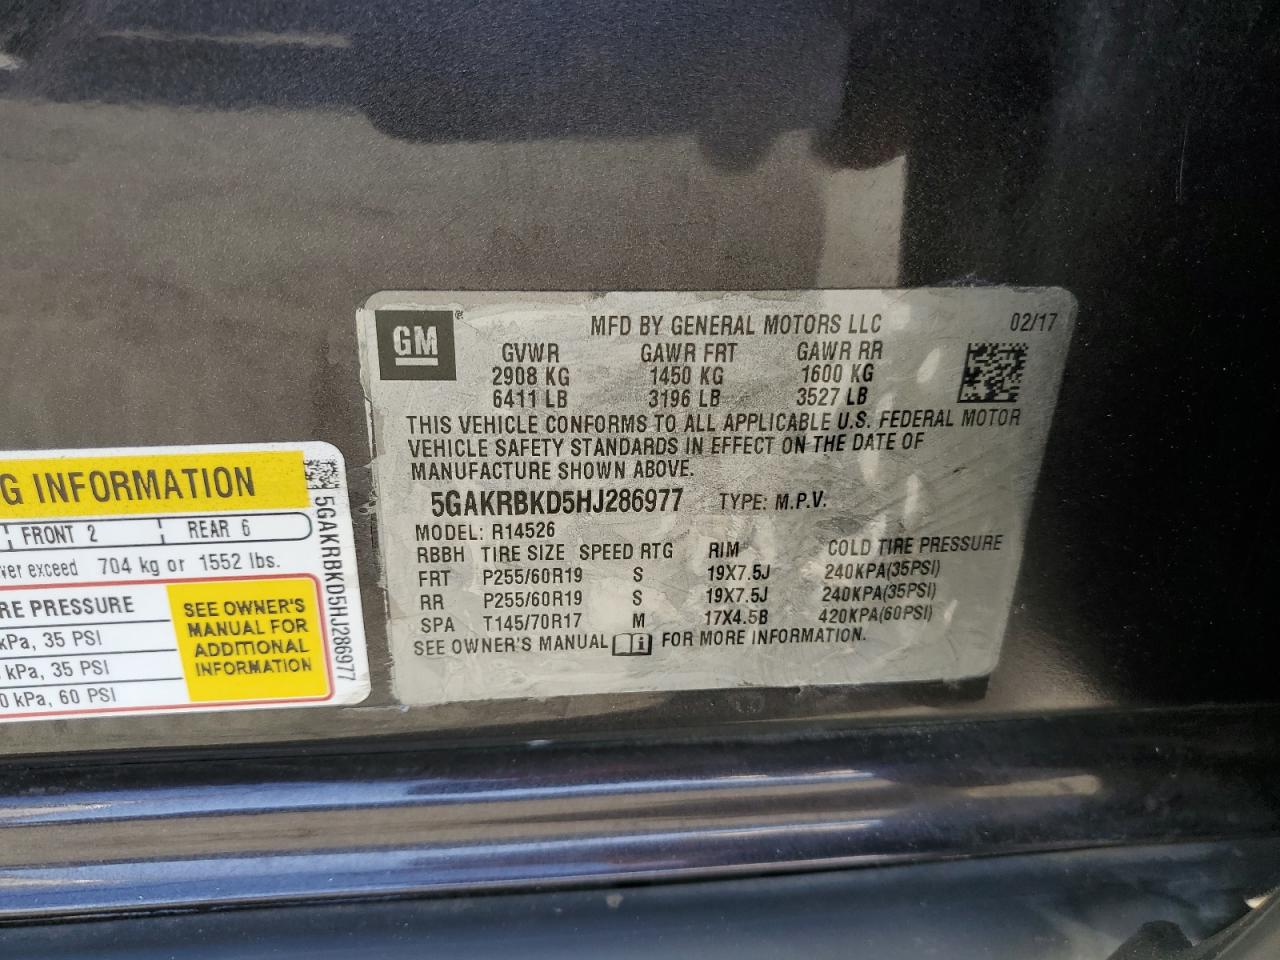 GM
MFD BY GENERAL MOTORS LLC 02/17
GVWR GAWR FRT GAWR RR
2908 KG 1450 KG 1600 KG
6411 LB 3196 LB 3527 LB
THIS VEHICLE CONFORMS TO ALL APPLICABLE U.S. FEDERAL MOTOR
VEHICLE SAFETY STANDARDS IN EFFECT ON THE DATE OF
MANUFACTURE SHOWN ABOVE.
5GAKRBKD5HJ286977 TYPE: M.P.V.
MODEL: R14526
RBBH TIRE SIZE SPEED RTG RIM COLD TIRE PRESSURE
FRT P255/60R19 S 19X7.5J 240KPA(35PSI)
RR P255/60R19 S 19X7.5J 240KPA(35PSI)
SPA T145/70R17 M 17X4.5B 420KPA(60PSI)
SEE OWNER'S MANUAL FOR MORE INFORMATION.
G INFORMATION
FRONT 2 REAR 6
ver exceed 704 kg or 1552 lbs.
RE PRESSURE
kPa, 35 PSI
kPa, 35 PSI
0 kPa, 60 PSI
SEE OWNER'S
MANUAL FOR
ADDITIONAL
INFORMATION
5GAKRBKD5HJ286977